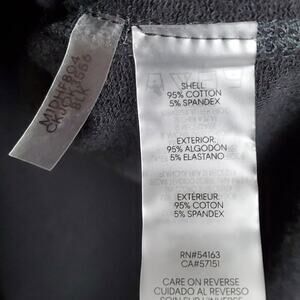 BLK
SHELL
95% COTTON
5% SPANDEX
EXTERIOR:
95% ALGODÓN
5% ELASTANO
EXTÉRIEUR:
95% COTON
5% SPANDEX
RN#54163
CA#57151
CARE ON REVERSE
CUIDADO AL REVERSO